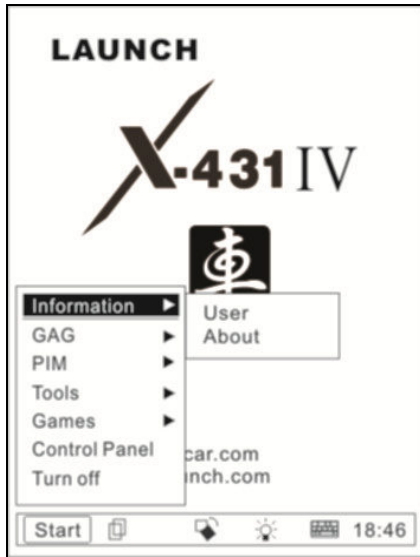 LAUNCH
X-431 IV
車
Information
User
About
GAG
PIM
Tools
Games
Control Panel
car.com
Turn off
nch.com
Start
18:46